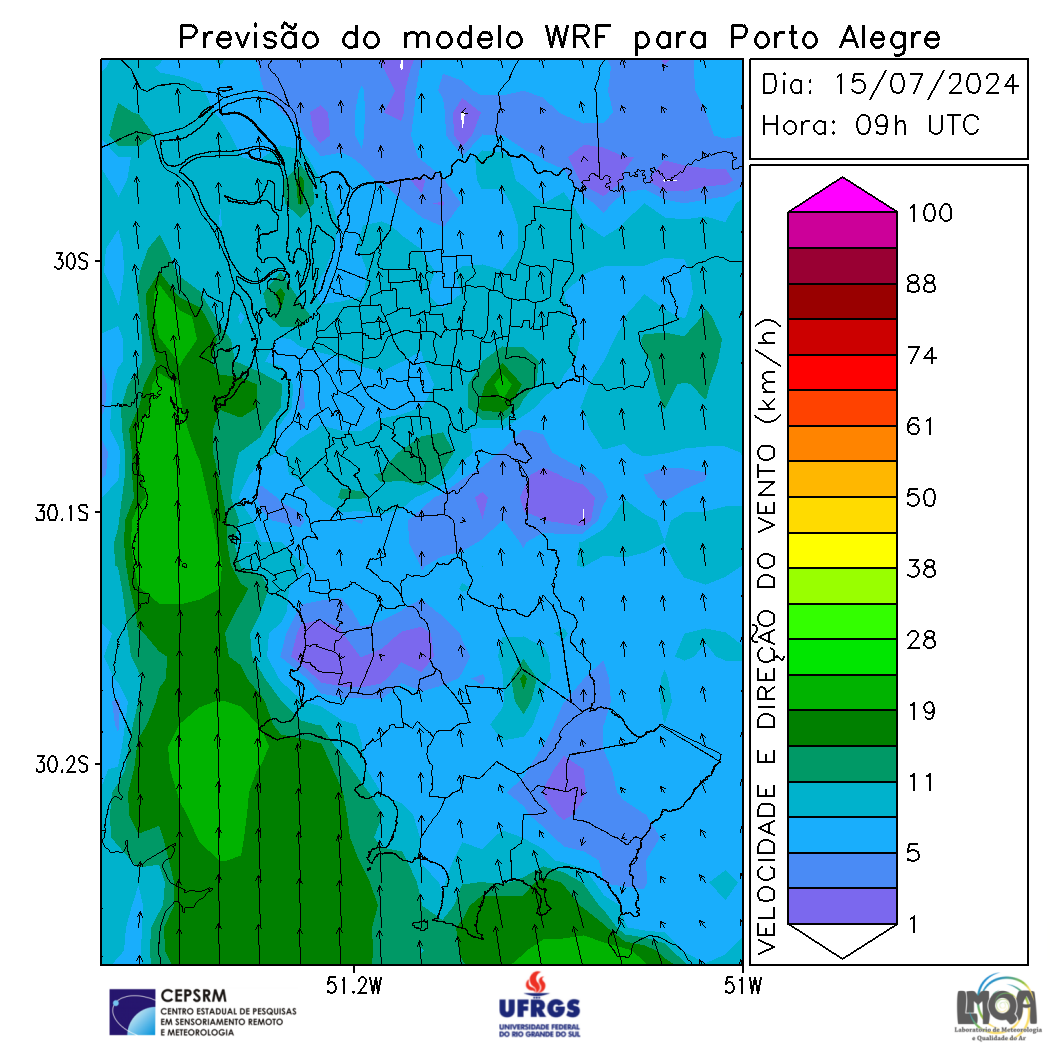 Previsão do modelo WRF para Porto Alegre
Dia: 15/07/2024
Hora: 09h UTC
30S
30.1S
30.2S
51.2W
51W
VELOCIDADE E DIREÇÃO DO VENTO (km/h)
100
88
74
61
50
38
28
19
11
5
1
CEPSRM
CENTRO ESTADUAL DE PESQUISAS
EM SENSORIAMENTO REMOTO
E METEOROLOGIA
UFRGS
UNIVERSIDADE FEDERAL
DO RIO GRANDE DO SUL
LMQA
Laboratório de Meteorologia
e Qualidade do Ar